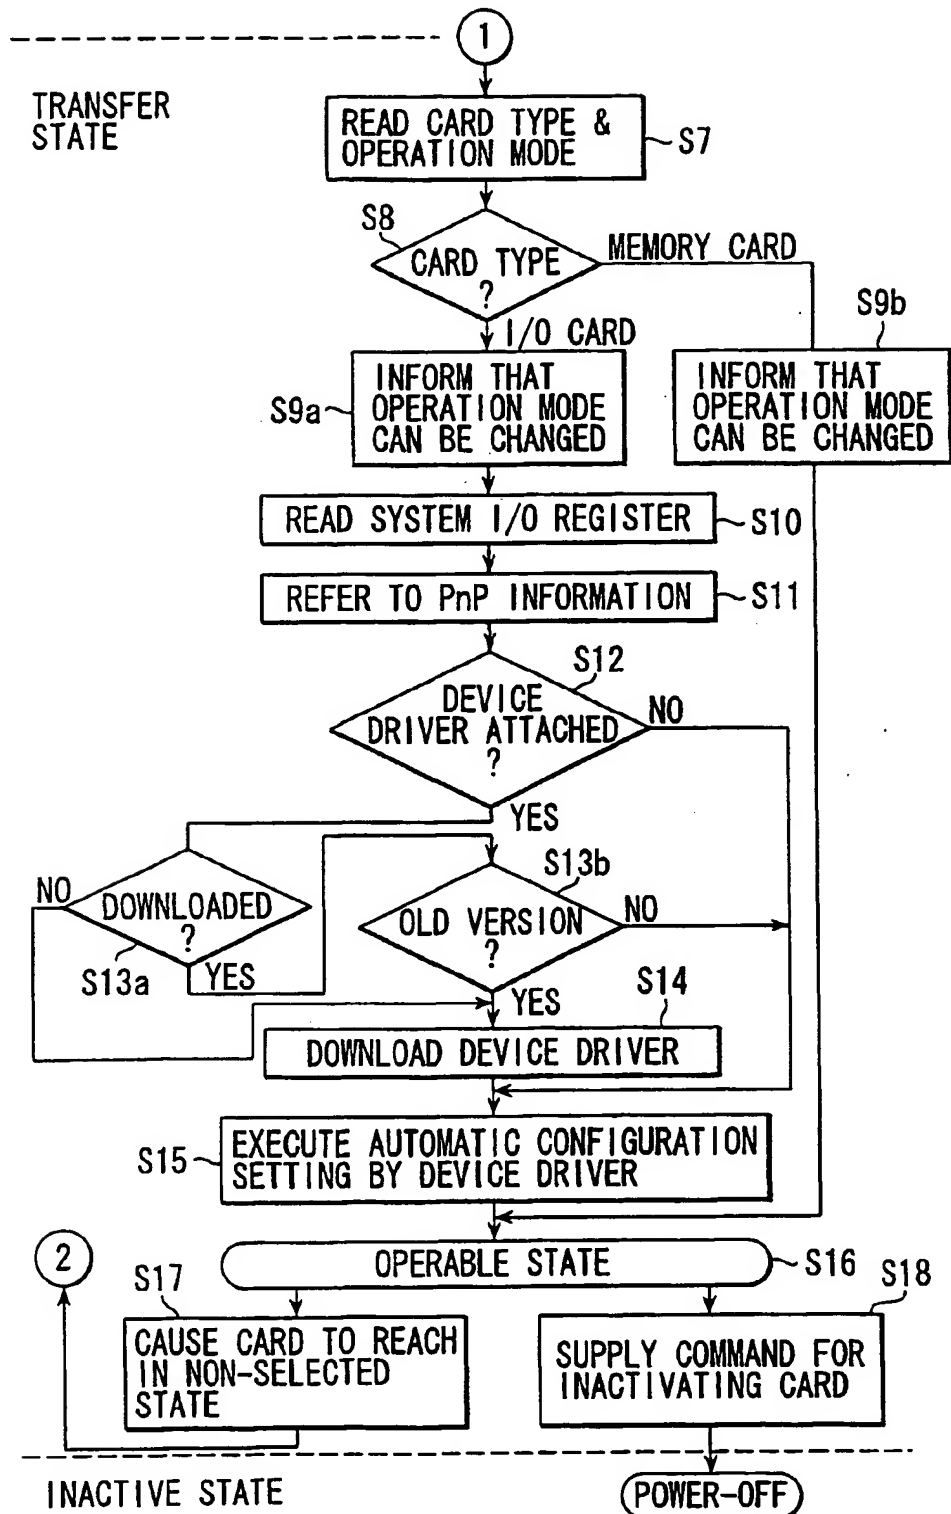 1
TRANSFER
STATE
READ CARD TYPE &
OPERATION MODE
S7
S8
CARD TYPE
?
MEMORY CARD
I/O CARD
S9b
S9a
INFORM THAT
OPERATION MODE
CAN BE CHANGED
INFORM THAT
OPERATION MODE
CAN BE CHANGED
READ SYSTEM I/O REGISTER
S10
REFER TO PnP INFORMATION
S11
S12
DEVICE
DRIVER ATTACHED
?
NO
YES
S13b
NO
DOWNLOADED
?
OLD VERSION
?
NO
S13a
YES
YES
S14
DOWNLOAD DEVICE DRIVER
S15
EXECUTE AUTOMATIC CONFIGURATION
SETTING BY DEVICE DRIVER
2
OPERABLE STATE
S16
S17
S18
CAUSE CARD TO REACH
IN NON-SELECTED
STATE
SUPPLY COMMAND FOR
INACTIVATING CARD
INACTIVE STATE
POWER-OFF